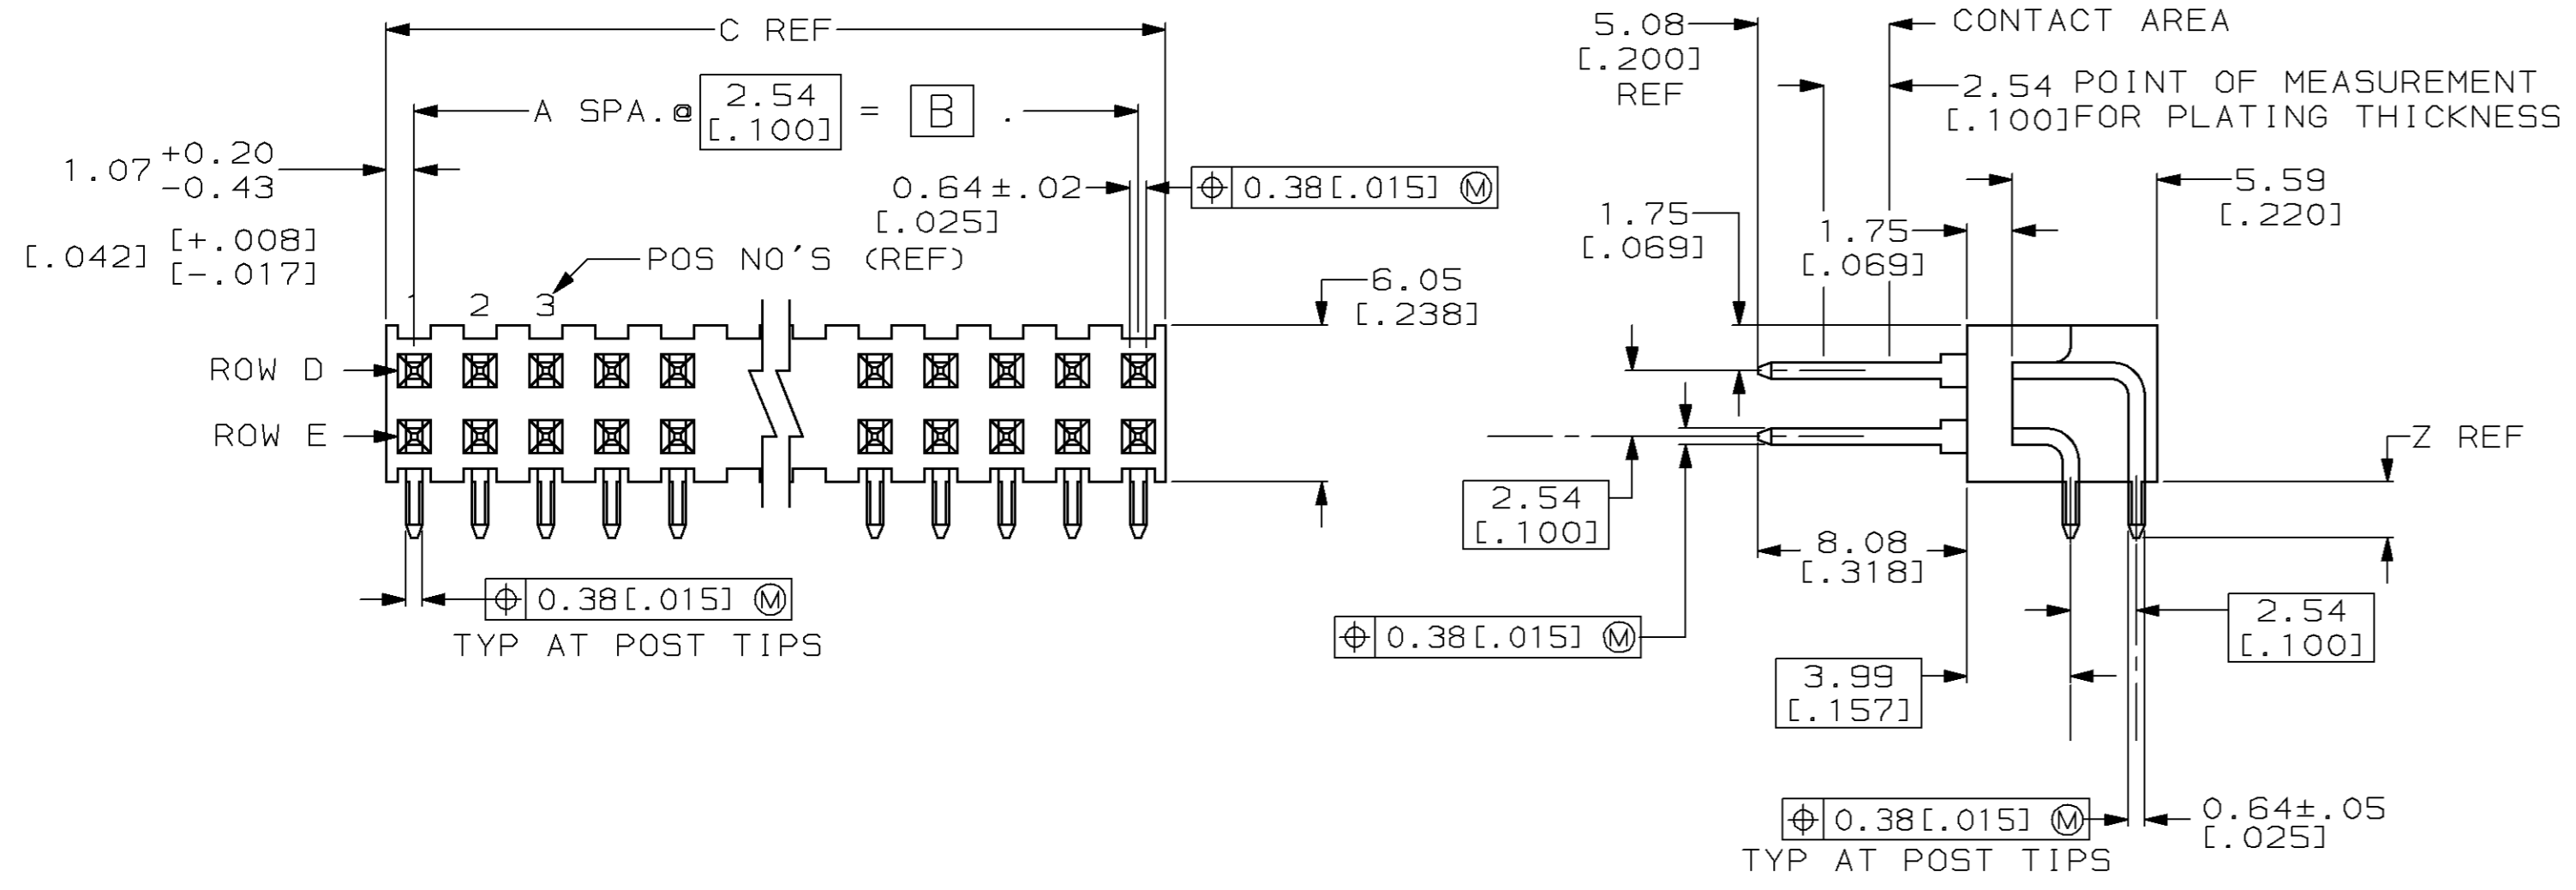 C REF
A SPA.@ 2.54 = B .
[.100]
1.07 +0.20
-0.43
[.042] [+.008]
[-.017]
0.64±.02
[.025]
⌖ 0.38[.015] Ⓜ
POS NO'S (REF)
1 2 3
6.05
[.238]
ROW D
ROW E
⌖ 0.38[.015] Ⓜ
TYP AT POST TIPS
5.08
[.200]
REF
CONTACT AREA
2.54 POINT OF MEASUREMENT
[.100] FOR PLATING THICKNESS
5.59
[.220]
1.75
[.069]
1.75
[.069]
Z REF
2.54
[.100]
8.08
[.318]
⌖ 0.38[.015] Ⓜ
2.54
[.100]
3.99
[.157]
⌖ 0.38[.015] Ⓜ
TYP AT POST TIPS
0.64±.05
[.025]